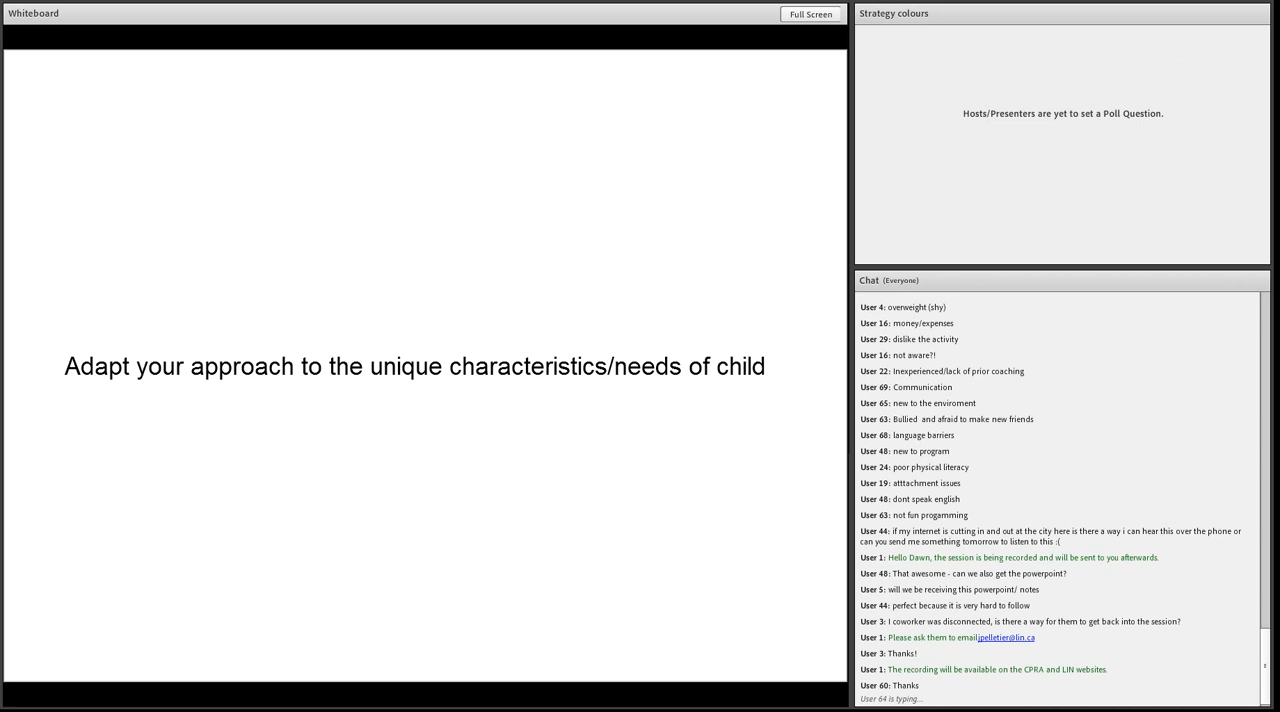 Whiteboard
Full Screen
Adapt your approach to the unique characteristics/needs of child
Strategy colours
Hosts/Presenters are yet to set a Poll Question.
Chat (Everyone)
User 4: overweight (shy)
User 16: money/expenses
User 29: dislike the activity
User 16: not aware?!
User 22: Inexperienced/lack of prior coaching
User 69: Communication
User 65: new to the enviroment
User 63: Bullied and afraid to make new friends
User 68: language barriers
User 48: new to program
User 24: poor physical literacy
User 19: atttachment issues
User 48: dont speak english
User 63: not fun progamming
User 44: if my internet is cutting in and out at the city here is there a way i can hear this over the phone or
can you send me something tomorrow to listen to this :(
User 1: Hello Dawn, the session is being recorded and will be sent to you afterwards.
User 48: That awesome - can we also get the powerpoint?
User 5: will we be receiving this powerpoint/ notes
User 44: perfect because it is very hard to follow
User 3: I coworker was disconnected, is there a way for them to get back into the session?
User 1: Please ask them to email jpelletier@lin.ca
User 3: Thanks!
User 1: The recording will be available on the CPRA and LIN websites.
User 60: Thanks
User 64 is typing...